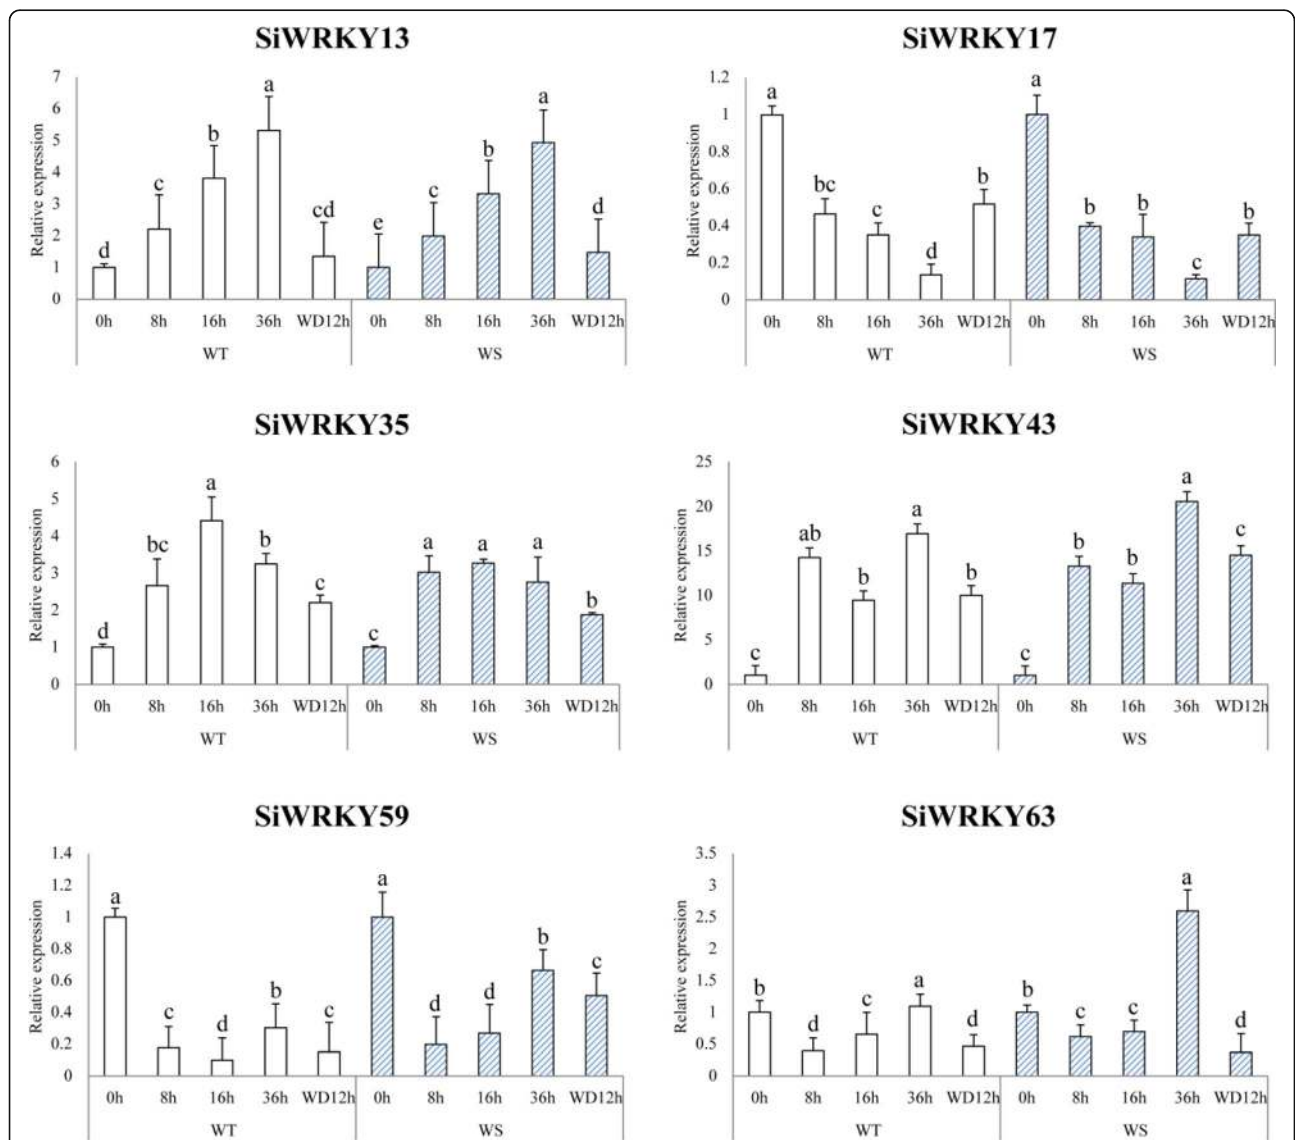 SiWRKY13
Relative expression
7
6
5
4
3
2
1
0
d
c
b
a
cd
e
c
b
a
d
0h 8h 16h 36h WD12h 0h 8h 16h 36h WD12h
WT WS
SiWRKY17
Relative expression
1.2
1
0.8
0.6
0.4
0.2
0
a
bc
c
d
b
a
b
b
c
b
0h 8h 16h 36h WD12h 0h 8h 16h 36h WD12h
WT WS
SiWRKY35
Relative expression
6
5
4
3
2
1
0
d
bc
a
b
c
c
a
a
a
b
0h 8h 16h 36h WD12h 0h 8h 16h 36h WD12h
WT WS
SiWRKY43
Relative expression
25
20
15
10
5
0
c
ab
b
a
b
c
b
b
a
c
0h 8h 16h 36h WD12h 0h 8h 16h 36h WD12h
WT WS
SiWRKY59
Relative expression
1.4
1.2
1
0.8
0.6
0.4
0.2
0
a
c
d
b
c
a
d
d
b
c
0h 8h 16h 36h WD12h 0h 8h 16h 36h WD12h
WT WS
SiWRKY63
Relative expression
3.5
3
2.5
2
1.5
1
0.5
0
b
d
c
a
d
b
c
c
a
d
0h 8h 16h 36h WD12h 0h 8h 16h 36h WD12h
WT WS